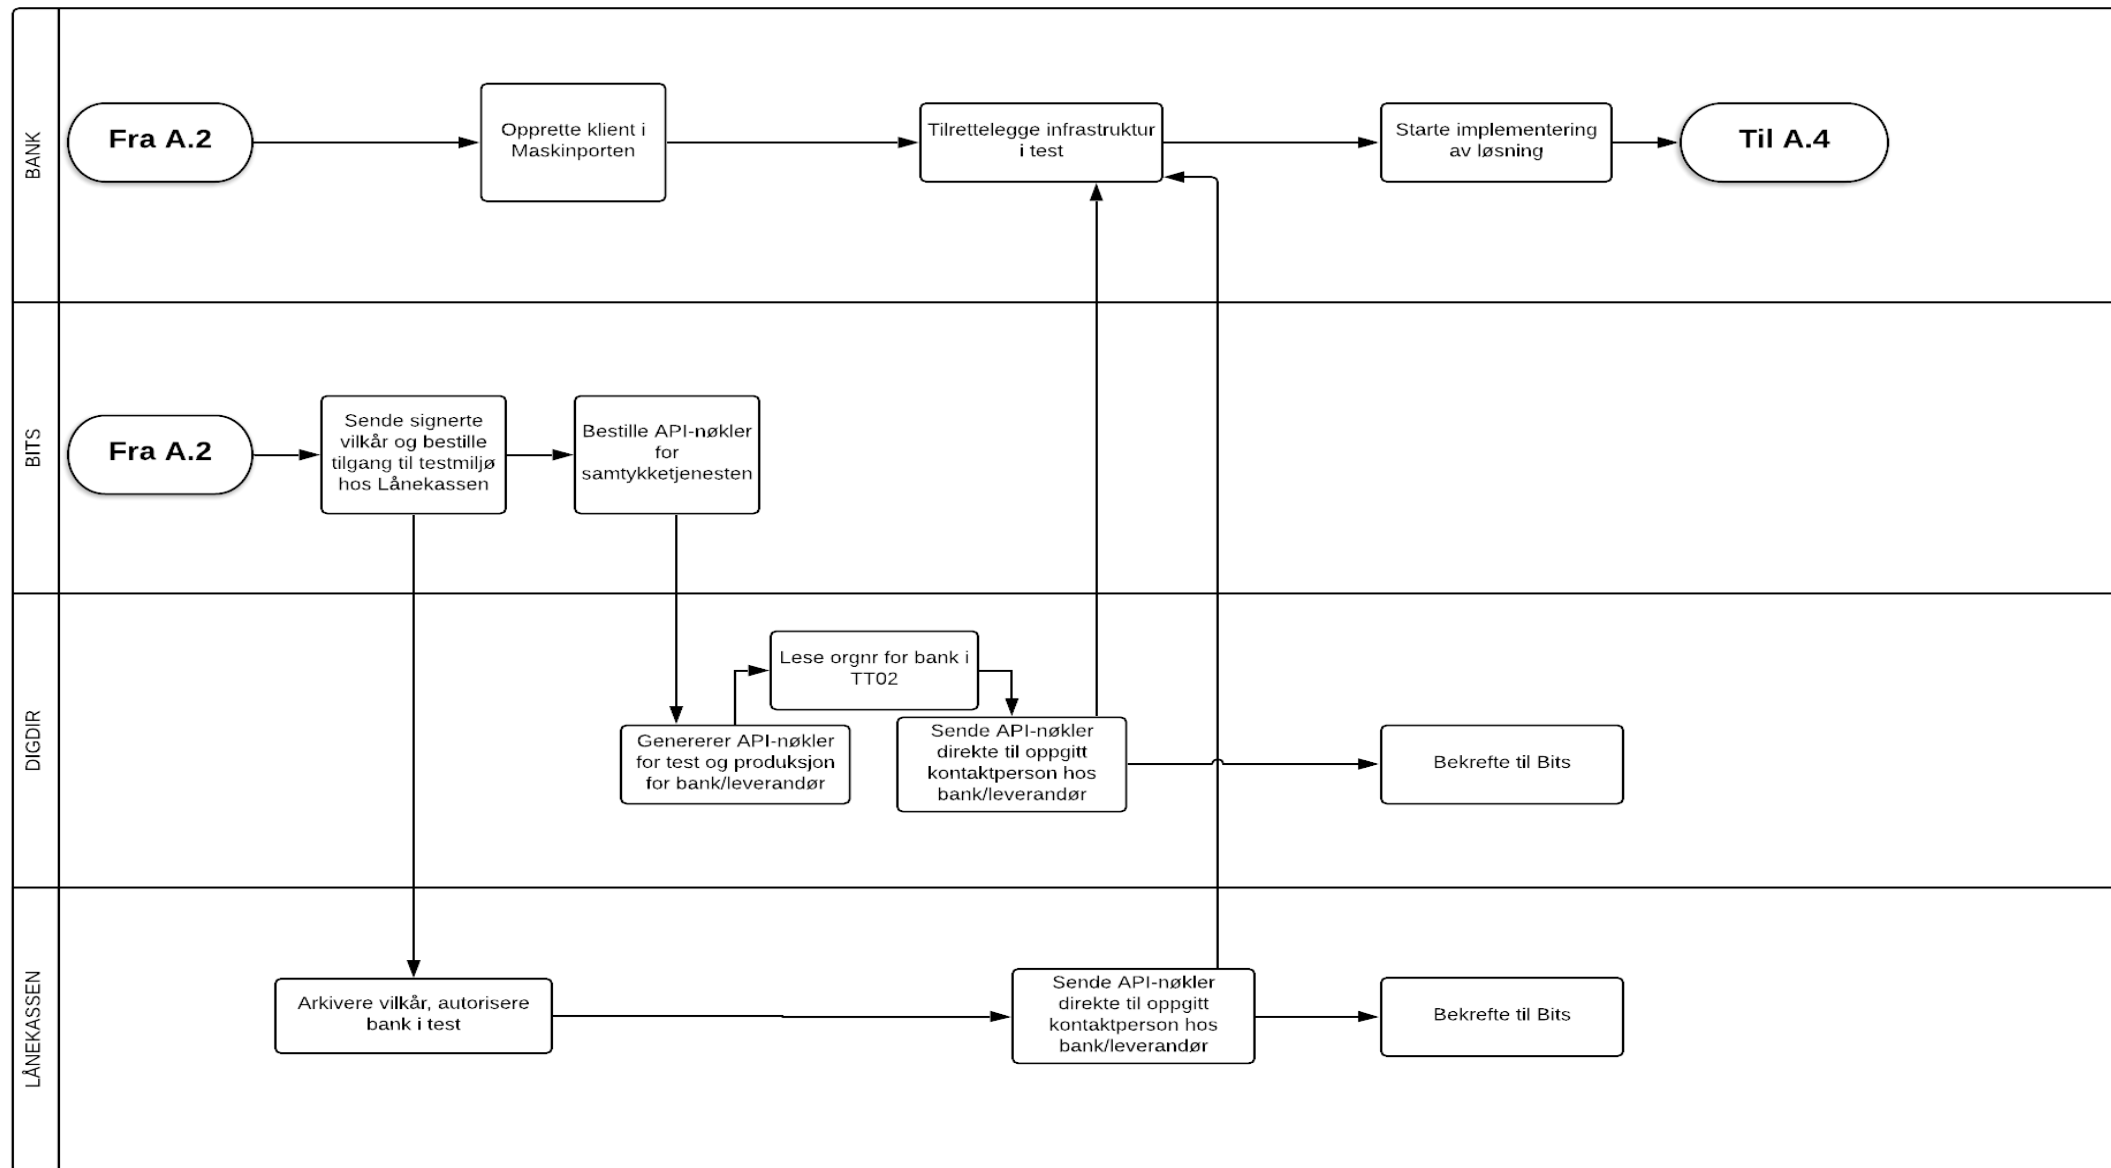 BANK
Fra A.2
Opprette klient i
Maskinporten
Tilrettelegge infrastruktur
i test
Starte implementering
av løsning
Til A.4
BITS
Fra A.2
Sende signerte
vilkår og bestille
tilgang til testmiljø
hos Lånekassen
Bestille API-nøkler
for
samtykketjenesten
DIGDIR
Genererer API-nøkler
for test og produksjon
for bank/leverandør
Lese orgnr for bank i
TT02
Sende API-nøkler
direkte til oppgitt
kontaktperson hos
bank/leverandør
Bekrefte til Bits
LÅNEKASSEN
Arkivere vilkår, autorisere
bank i test
Sende API-nøkler
direkte til oppgitt
kontaktperson hos
bank/leverandør
Bekrefte til Bits